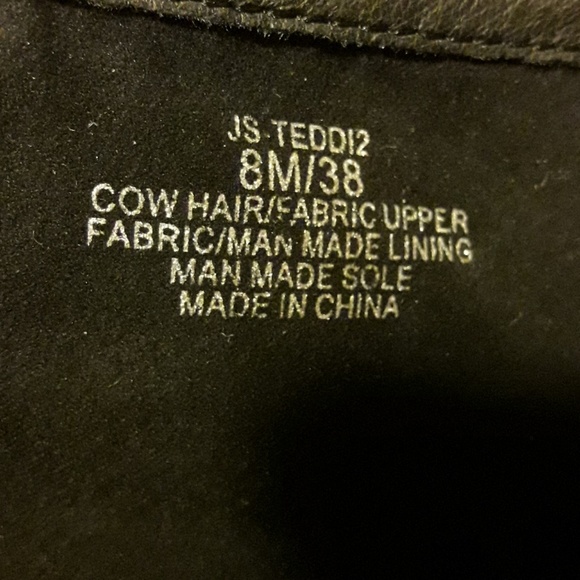 JS-TEDDI2
8M/38
COW HAIR/FABRIC UPPER
FABRIC/MAN MADE LINING
MAN MADE SOLE
MADE IN CHINA